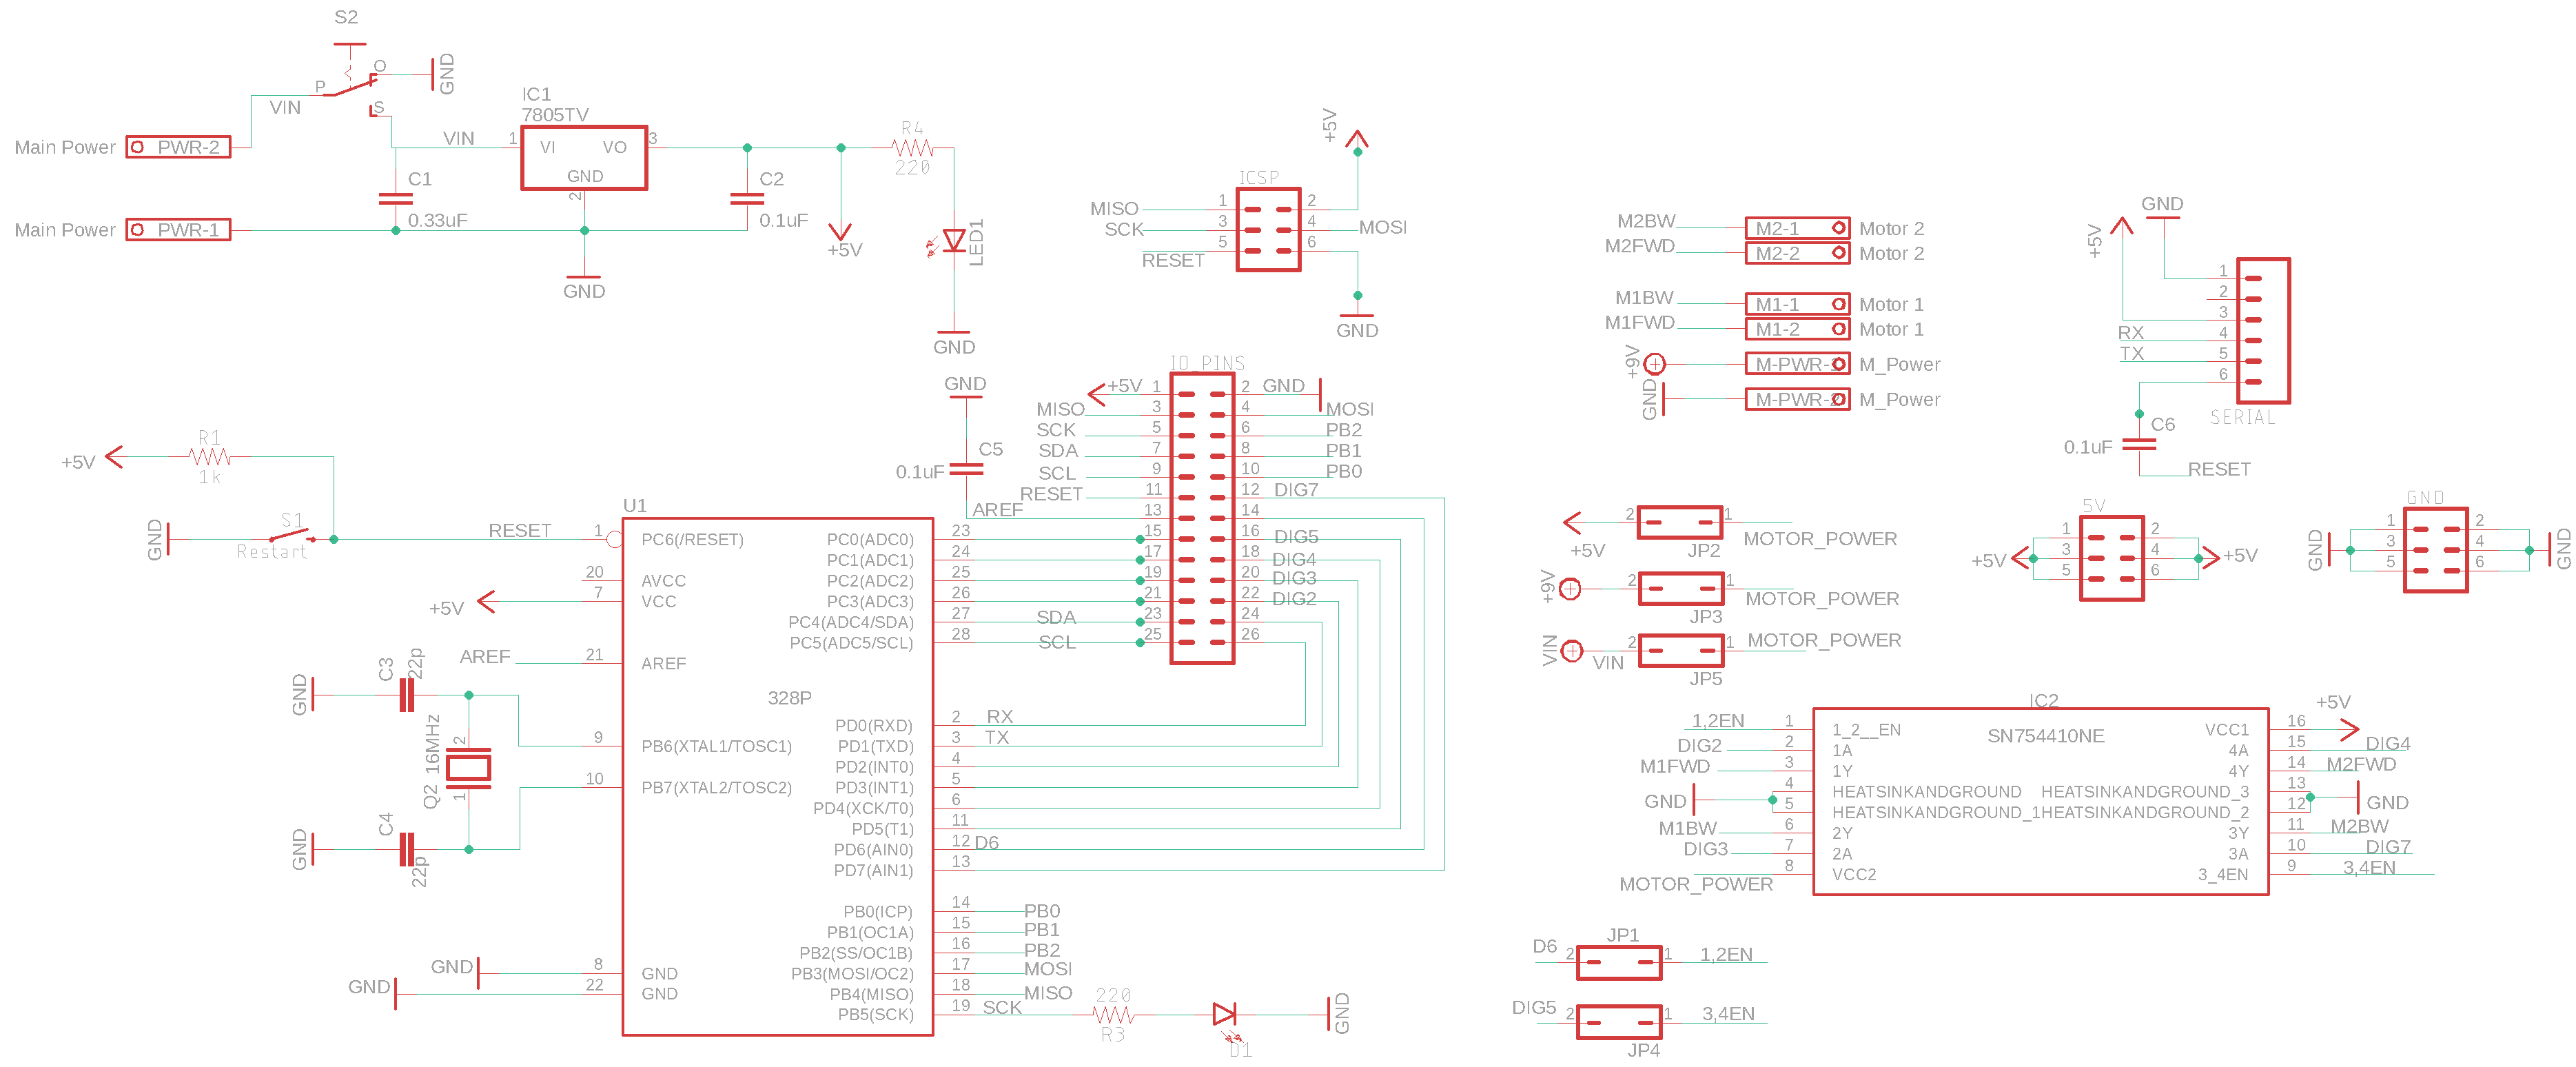 S2
O
GND
P
VIN
S
Main Power
PWR-2
VIN
IC1
7805TV
1
VI
VO
3
GND
2
C1
0.33uF
C2
0.1uF
Main Power
PWR-1
GND
+5V
R4
220
LED1
GND
+5V
ICSP
MISO
1
2
SCK
3
4
MOSI
RESET
5
6
GND
M2BW
M2-1
Motor 2
M2FWD
M2-2
Motor 2
M1BW
M1-1
Motor 1
M1FWD
M1-2
Motor 1
+9V
M-PWR-
M_Power
GND
M-PWR-
M_Power
GND
+5V
1
2
3
RX
4
TX
5
6
SERIAL
C6
0.1uF
RESET
+5V
R1
1k
GND
S1
Restart
RESET
GND
C5
0.1uF
AREF
IO_PINS
+5V
1
2
GND
MISO
3
4
MOSI
SCK
5
6
PB2
SDA
7
8
PB1
SCL
9
10
PB0
RESET
11
12
DIG7
13
14
15
16
DIG5
17
18
DIG4
19
20
DIG3
21
22
DIG2
SDA
23
24
SCL
25
26
U1
1
PC6(/RESET)
20
AVCC
+5V
7
VCC
AREF
21
AREF
328P
9
PB6(XTAL1/TOSC1)
10
PB7(XTAL2/TOSC2)
GND
8
GND
GND
22
GND
PC0(ADC0)
23
PC1(ADC1)
24
PC2(ADC2)
25
PC3(ADC3)
26
PC4(ADC4/SDA)
27
PC5(ADC5/SCL)
28
PD0(RXD)
2
RX
PD1(TXD)
3
TX
PD2(INT0)
4
PD3(INT1)
5
PD4(XCK/T0)
6
PD5(T1)
11
PD6(AIN0)
12
D6
PD7(AIN1)
13
PB0(ICP)
14
PB0
PB1(OC1A)
15
PB1
PB2(SS/OC1B)
16
PB2
PB3(MOSI/OC2)
17
MOSI
PB4(MISO)
18
MISO
PB5(SCK)
19
SCK
220
R3
D1
GND
GND
C3
22p
Q2
16MHz
2
1
GND
C4
22p
+5V
2
1
JP2
MOTOR_POWER
+9V
2
1
JP3
MOTOR_POWER
VIN
VIN
2
1
JP5
MOTOR_POWER
5V
+5V
1
2
3
4
5
6
+5V
GND
GND
1
2
3
4
5
6
GND
IC2
SN754410NE
1,2EN
1
1_2__EN
DIG2
2
1A
M1FWD
3
1Y
GND
4
HEATSINKANDGROUND
5
HEATSINKANDGROUND_1
M1BW
6
2Y
DIG3
7
2A
MOTOR_POWER
8
VCC2
VCC1
16
+5V
4A
15
DIG4
4Y
14
M2FWD
HEATSINKANDGROUND_3
13
HEATSINKANDGROUND_2
12
GND
3Y
11
M2BW
3A
10
DIG7
3_4EN
9
3,4EN
D6
2
JP1
1
1,2EN
DIG5
2
1
JP4
3,4EN